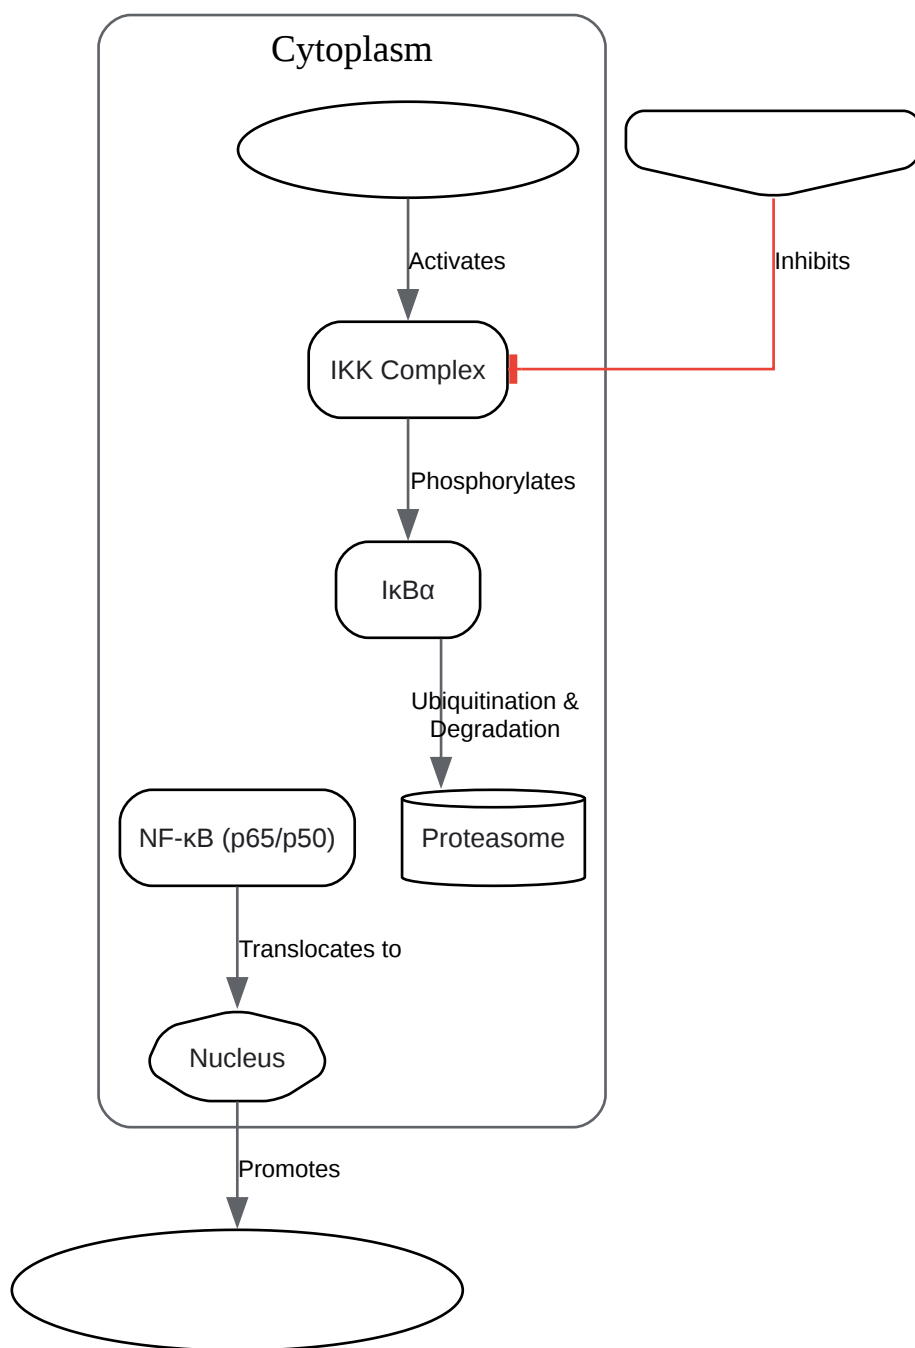 Cytoplasm
Activates
Inhibits
IKK Complex
Phosphorylates
IκBα
Ubiquitination &
Degradation
NF-κB (p65/p50)
Proteasome
Translocates to
Nucleus
Promotes